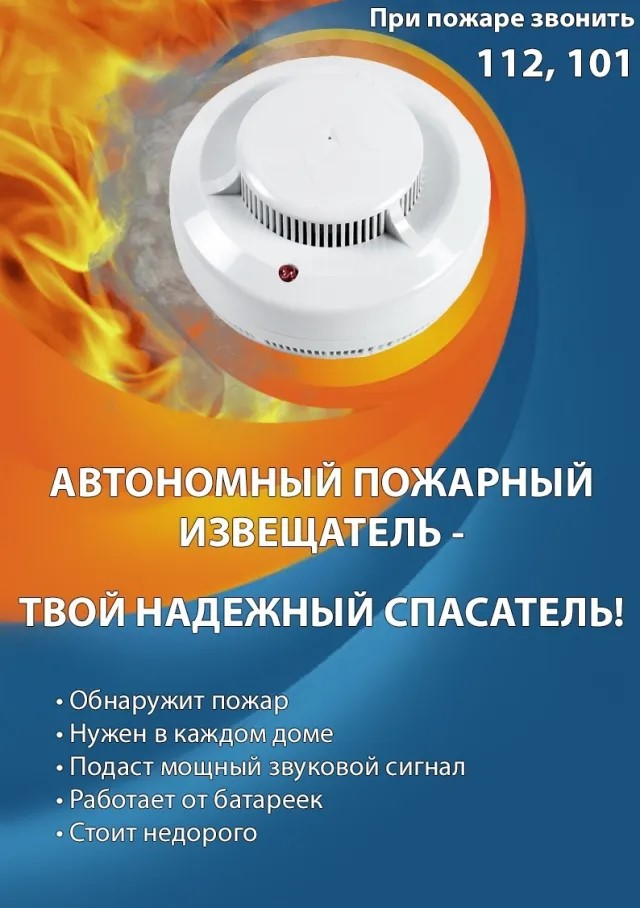 При пожаре звонить
112, 101
АВТОНОМНЫЙ ПОЖАРНЫЙ
ИЗВЕЩАТЕЛЬ -
ТВОЙ НАДЕЖНЫЙ СПАСАТЕЛЬ!
• Обнаружит пожар
• Нужен в каждом доме
• Подаст мощный звуковой сигнал
• Работает от батареек
• Стоит недорого